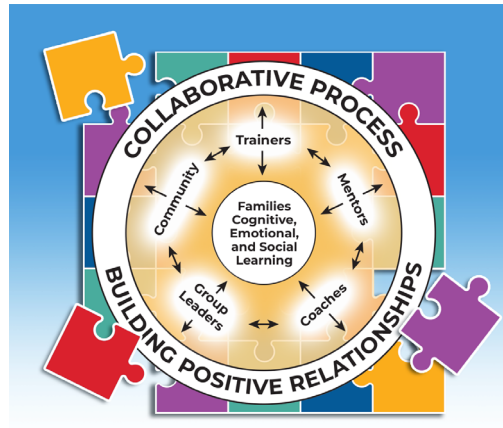 COLLABORATIVE PROCESS
Trainers
Community
Mentors
Families
Cognitive,
Emotional,
and Social
Learning
Group
Leaders
Coaches
BUILDING POSITIVE RELATIONSHIPS